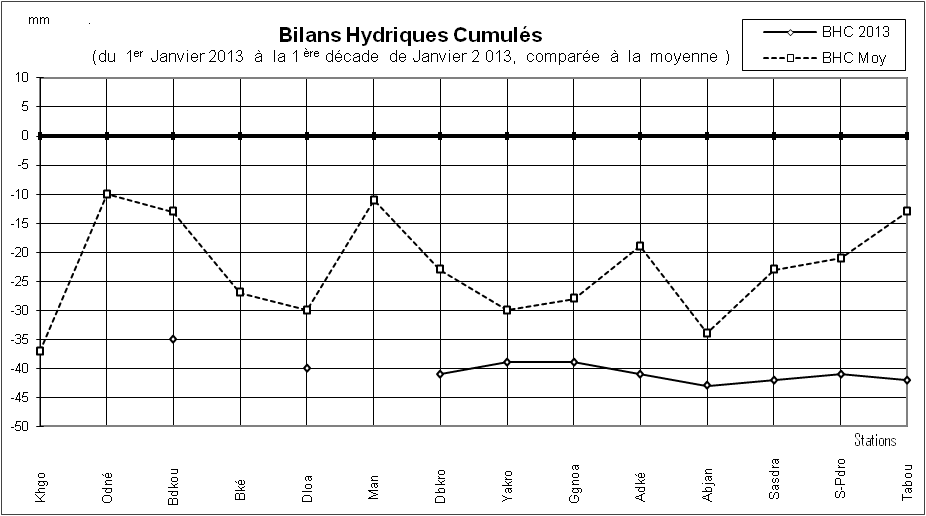 mm .
Bilans Hydriques Cumulés
(du 1er Janvier 2013 à la 1ère décade de Janvier 2 013, comparée à la moyenne )
BHC 2013
BHC Moy
10
5
0
-5
-10
-15
-20
-25
-30
-35
-40
-45
-50
Stations
Khgo
Odné
Bdkou
Bké
Dloa
Man
Dbkro
Yakro
Ggnoa
Adké
Abjan
Sasdra
S-Pdro
Tabou